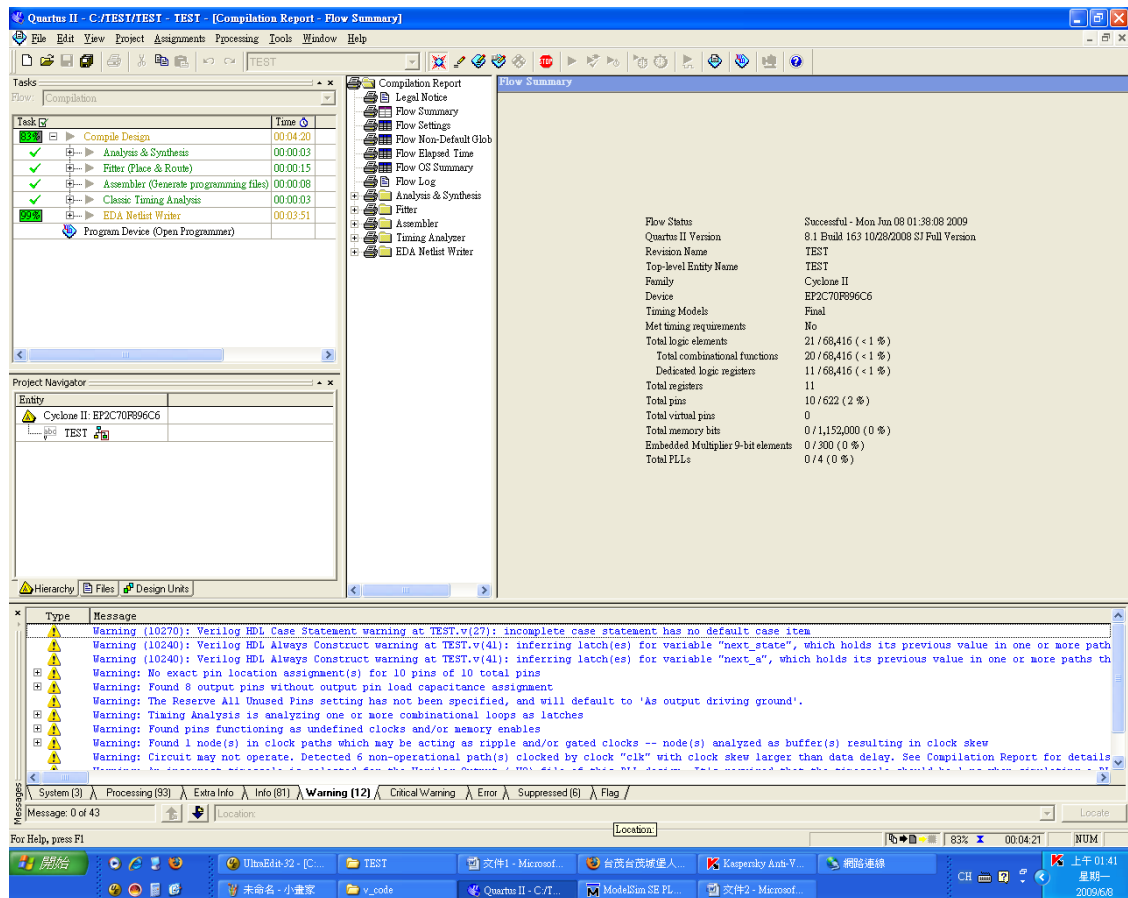 Quartus II - C:/TEST/TEST - TEST - [Compilation Report - Flow Summary]
File Edit View Project Assignments Processing Tools Window Help
TEST
Tasks
Flow: Compilation
Task Time
83% Compile Design 00:04:20
Analysis & Synthesis 00:00:03
Fitter (Place & Route) 00:00:15
Assembler (Generate programming files) 00:00:08
Classic Timing Analysis 00:00:03
99% EDA Netlist Writer 00:03:51
Program Device (Open Programmer)
Project Navigator
Entity
Cyclone II: EP2C70F896C6
TEST
Hierarchy Files Design Units
Compilation Report
Legal Notice
Flow Summary
Flow Settings
Flow Non-Default Glob
Flow Elapsed Time
Flow OS Summary
Flow Log
Analysis & Synthesis
Fitter
Assembler
Timing Analyzer
EDA Netlist Writer
Flow Summary
Flow Status Successful - Mon Jun 08 01:38:08 2009
Quartus II Version 8.1 Build 163 10/28/2008 SJ Full Version
Revision Name TEST
Top-level Entity Name TEST
Family Cyclone II
Device EP2C70F896C6
Timing Models Final
Met timing requirements No
Total logic elements 21 / 68,416 ( < 1 % )
Total combinational functions 20 / 68,416 ( < 1 % )
Dedicated logic registers 11 / 68,416 ( < 1 % )
Total registers 11
Total pins 10 / 622 ( 2 % )
Total virtual pins 0
Total memory bits 0 / 1,152,000 ( 0 % )
Embedded Multiplier 9-bit elements 0 / 300 ( 0 % )
Total PLLs 0 / 4 ( 0 % )
Type Message
Warning (10270): Verilog HDL Case Statement warning at TEST.v(27): incomplete case statement has no default case item
Warning (10240): Verilog HDL Always Construct warning at TEST.v(41): inferring latch(es) for variable "next_state", which holds its previous value in one or more path
Warning (10240): Verilog HDL Always Construct warning at TEST.v(41): inferring latch(es) for variable "next_a", which holds its previous value in one or more paths th
Warning: No exact pin location assignment(s) for 10 pins of 10 total pins
Warning: Found 8 output pins without output pin load capacitance assignment
Warning: The Reserve All Unused Pins setting has not been specified, and will default to 'As output driving ground'.
Warning: Timing Analysis is analyzing one or more combinational loops as latches
Warning: Found pins functioning as undefined clocks and/or memory enables
Warning: Found 1 node(s) in clock paths which may be acting as ripple and/or gated clocks -- node(s) analyzed as buffer(s) resulting in clock skew
Warning: Circuit may not operate. Detected 6 non-operational path(s) clocked by clock "clk" with clock skew larger than data delay. See Compilation Report for details
System (3) Processing (93) Extra Info Info (81) Warning (12) Critical Warning Error Suppressed (6) Flag
Messages
Message: 0 of 43 Location: Locate
Location:
For Help, press F1 83% 00:04:21 NUM
開始 UltraEdit-32 - [C:... TEST 文件1 - Microsof... 台茂台茂城堡人... Kaspersky Anti-V... 網路連線 上午 01:41
CH 星期一
未命名 - 小畫家 v_code Quartus II - C:/T... ModelSim SE PL... 文件2 - Microsof... 2009/6/8